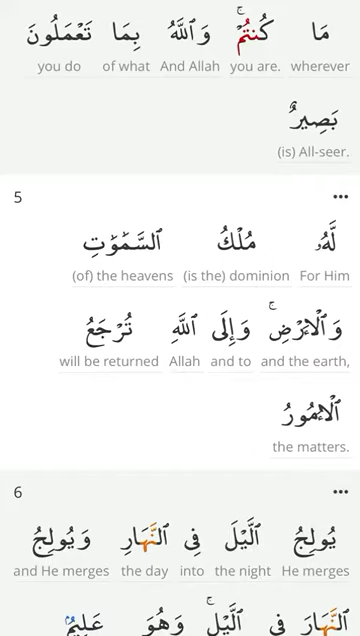 مَا كُنتُمْ ۚ وَٱللَّهُ بِمَا تَعْمَلُونَ
wherever you are. And Allah of what you do
بَصِيرٌ
(is) All-seer.
5
لَّهُۥ مُلْكُ ٱلسَّمَٰوَٰتِ
For Him (is the) dominion (of) the heavens
وَٱلْأَرْضِ ۚ وَإِلَى ٱللَّهِ تُرْجَعُ
and the earth, and to Allah will be returned
ٱلْأُمُورُ
the matters.
6
يُولِجُ ٱلَّيْلَ فِى ٱلنَّهَارِ وَيُولِجُ
He merges the night into the day and He merges
ٱلنَّهَارَ فِى ٱلَّيْلِ ۚ وَهُوَ عَلِيمٌۢ